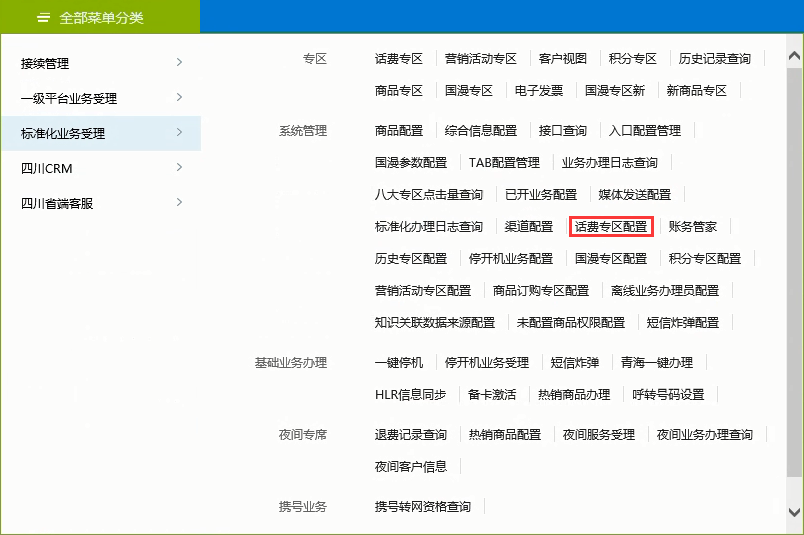 全部菜单分类
接续管理
一级平台业务受理
标准化业务受理
四川CRM
四川省端客服
专区 话费专区 营销活动专区 客户视图 积分专区 历史记录查询
商品专区 国漫专区 电子发票 国漫专区新 新商品专区
系统管理 商品配置 综合信息配置 接口查询 入口配置管理
国漫参数配置 TAB配置管理 业务办理日志查询
八大专区点击量查询 已开业务配置 媒体发送配置
标准化办理日志查询 渠道配置 话费专区配置 账务管家
历史专区配置 停开机业务配置 国漫专区配置 积分专区配置
营销活动专区配置 商品订购专区配置 离线业务办理员配置
知识关联数据来源配置 未配置商品权限配置 短信炸弹配置
基础业务办理 一键停机 停开机业务受理 短信炸弹 青海一键办理
HLR信息同步 备卡激活 热销商品办理 呼转号码设置
夜间专席 退费记录查询 热销商品配置 夜间服务受理 夜间业务办理查询
夜间客户信息
携号业务 携号转网资格查询